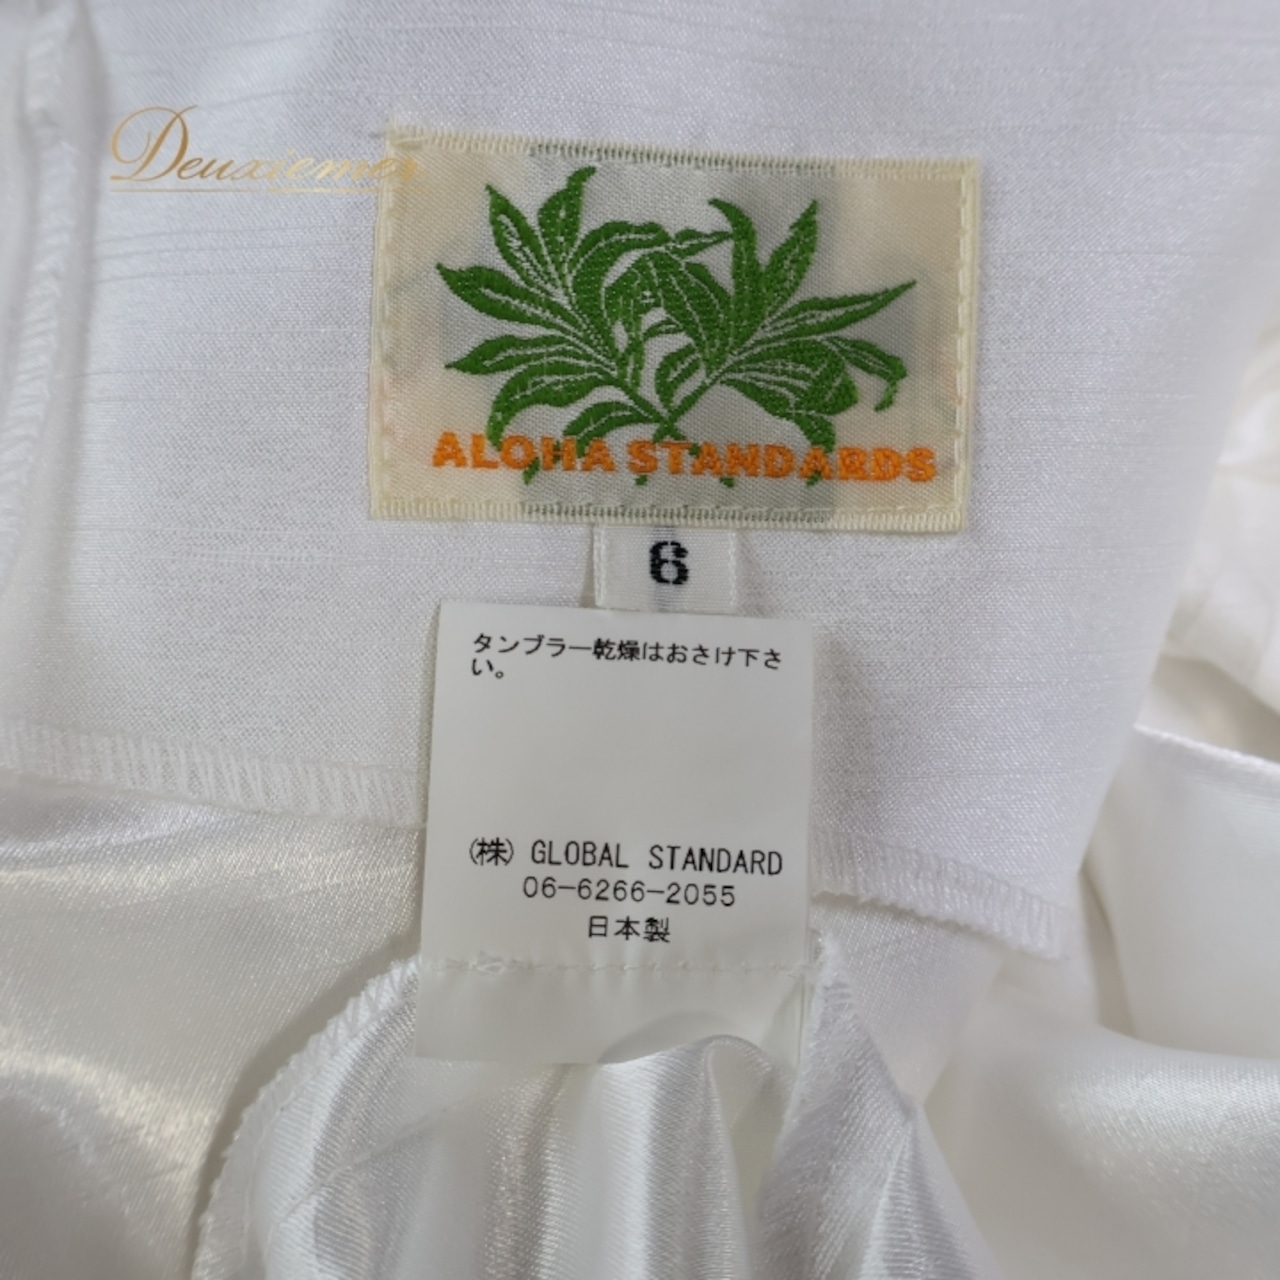 Deuxiemer
ALOHA STANDARDS
6
タンブラー乾燥はおさけ下さ
い。
(株) GLOBAL STANDARD
06-6266-2055
日本製